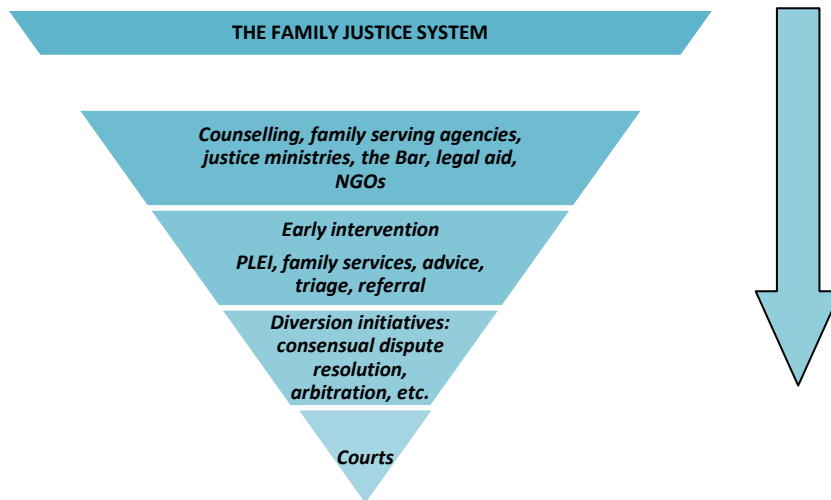 THE FAMILY JUSTICE SYSTEM
Counselling, family serving agencies,
justice ministries, the Bar, legal aid,
NGOs
Early intervention
PLEI, family services, advice,
triage, referral
Diversion initiatives:
consensual dispute
resolution,
arbitration, etc.
Courts